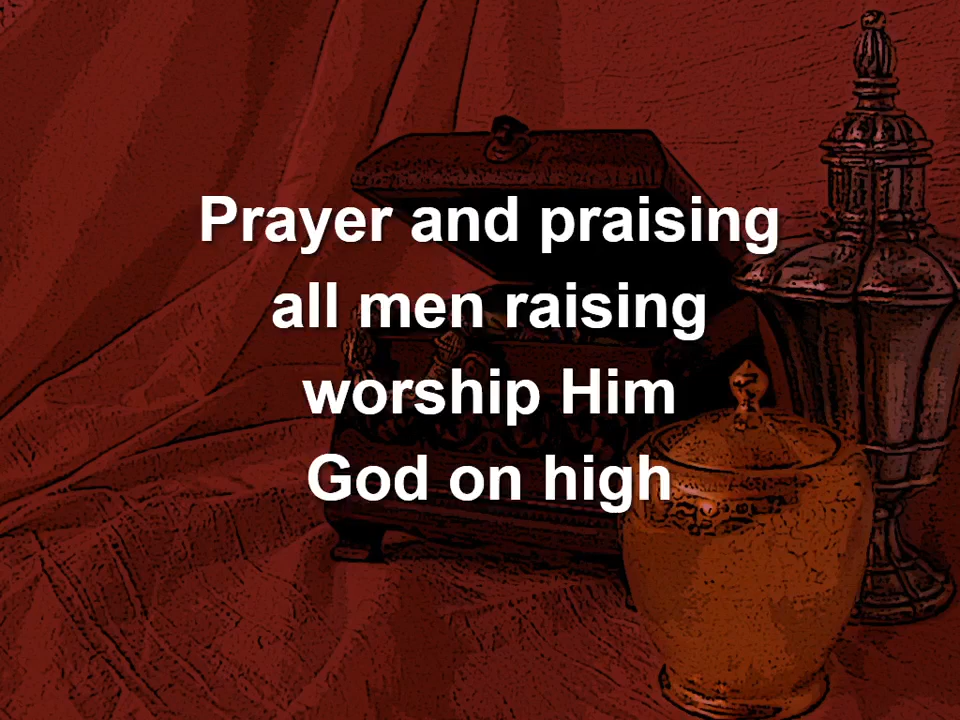 Prayer and praising
all men raising
worship Him
God on high